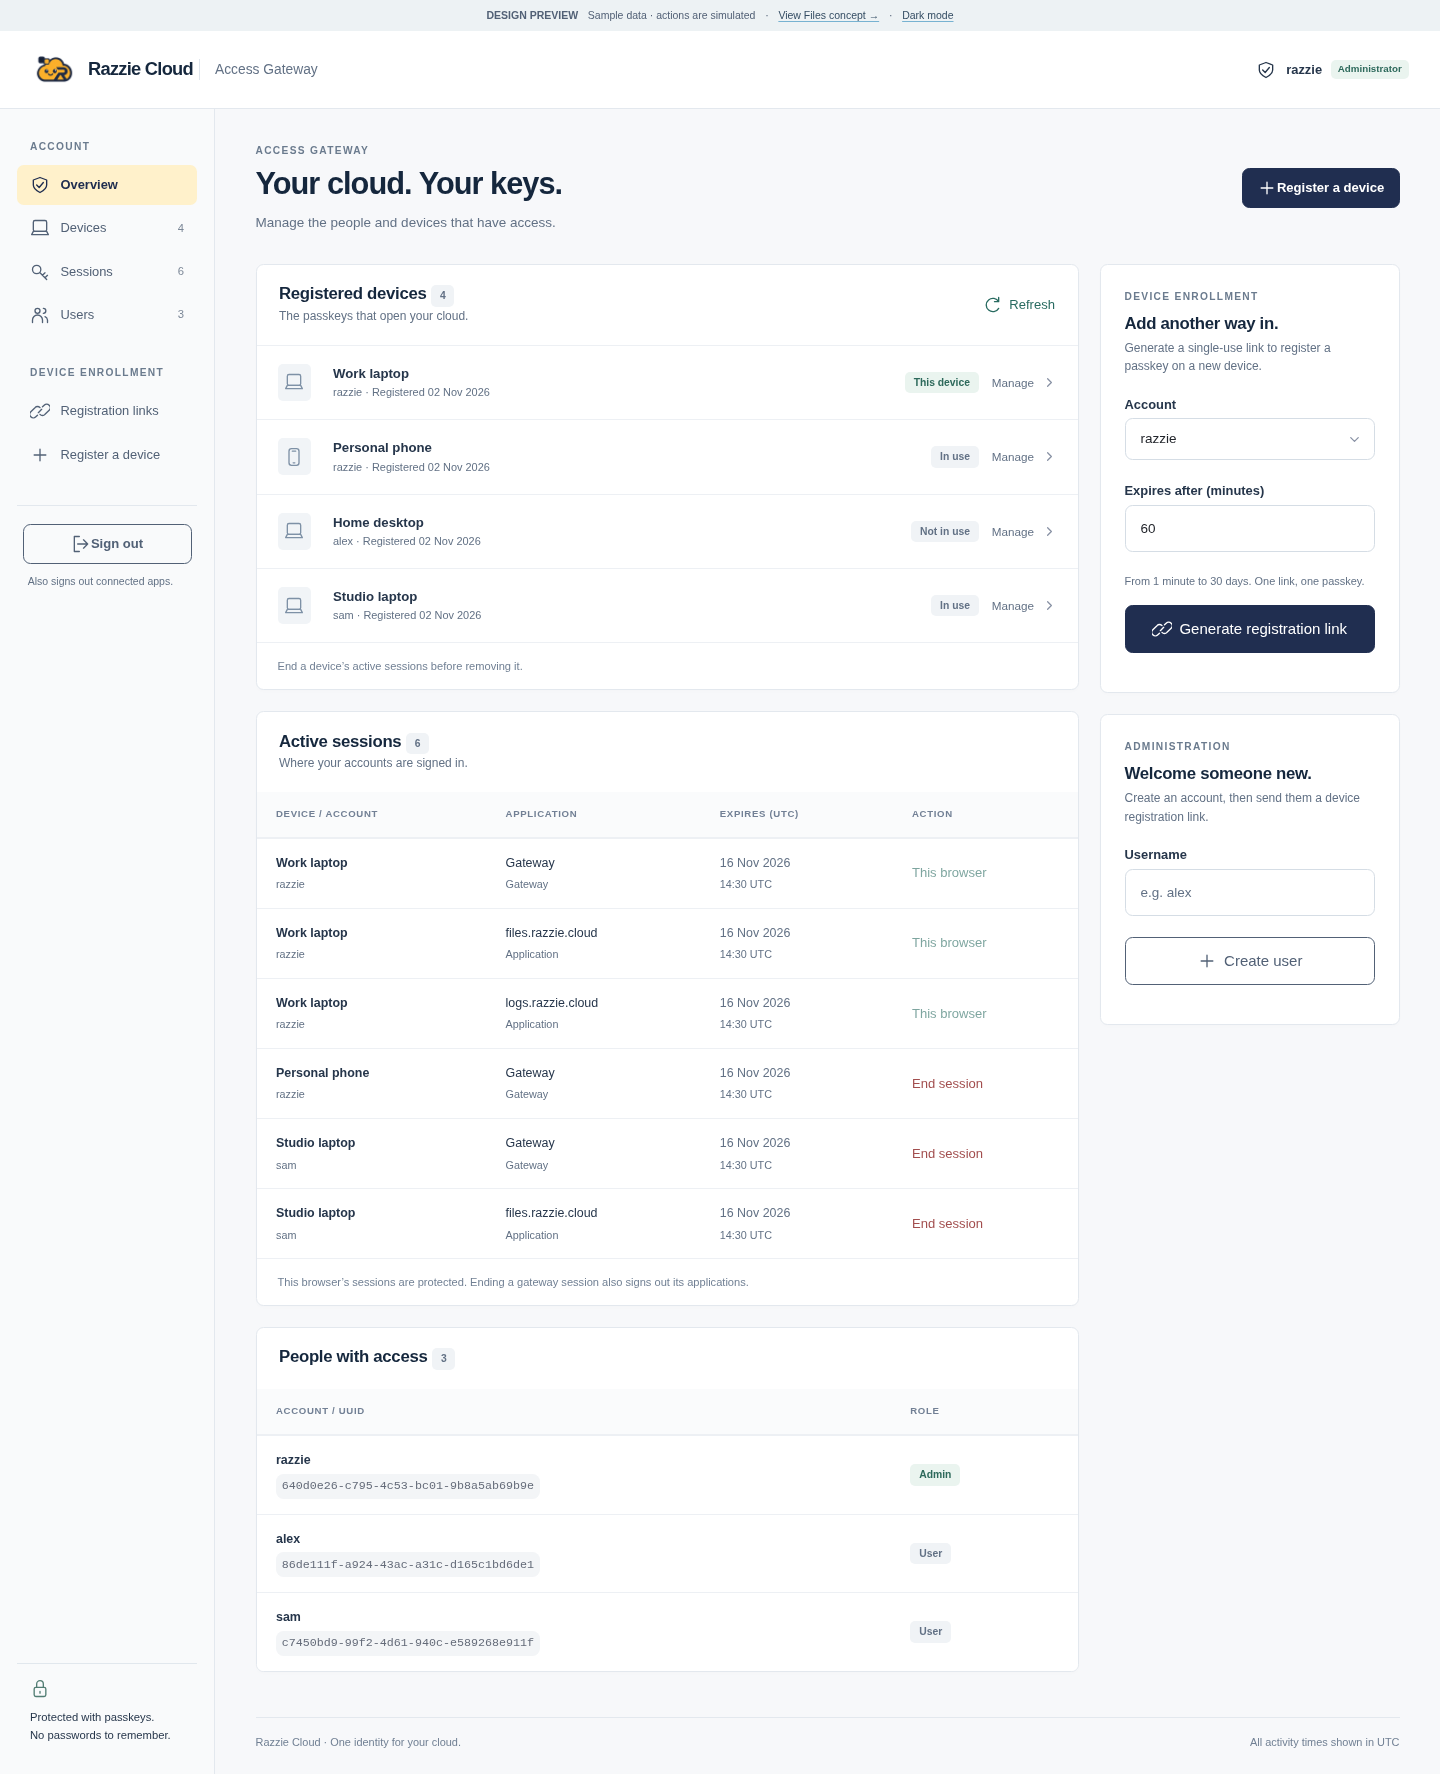 DESIGN PREVIEW Sample data · actions are simulated · View Files concept → · Dark mode
Razzie Cloud Access Gateway
razzie Administrator
ACCOUNT
Overview
Devices 4
Sessions 6
Users 3
DEVICE ENROLLMENT
Registration links
Register a device
Sign out
Also signs out connected apps.
Protected with passkeys.
No passwords to remember.
ACCESS GATEWAY
Your cloud. Your keys.
Manage the people and devices that have access.
Register a device
Registered devices 4
The passkeys that open your cloud.
Refresh
Work laptop
razzie · Registered 02 Nov 2026
This device Manage
Personal phone
razzie · Registered 02 Nov 2026
In use Manage
Home desktop
alex · Registered 02 Nov 2026
Not in use Manage
Studio laptop
sam · Registered 02 Nov 2026
In use Manage
End a device’s active sessions before removing it.
Active sessions 6
Where your accounts are signed in.
DEVICE / ACCOUNT APPLICATION EXPIRES (UTC) ACTION
Work laptop Gateway 16 Nov 2026 This browser
razzie Gateway 14:30 UTC
Work laptop files.razzie.cloud 16 Nov 2026 This browser
razzie Application 14:30 UTC
Work laptop logs.razzie.cloud 16 Nov 2026 This browser
razzie Application 14:30 UTC
Personal phone Gateway 16 Nov 2026 End session
razzie Gateway 14:30 UTC
Studio laptop Gateway 16 Nov 2026 End session
sam Gateway 14:30 UTC
Studio laptop files.razzie.cloud 16 Nov 2026 End session
sam Application 14:30 UTC
This browser’s sessions are protected. Ending a gateway session also signs out its applications.
People with access 3
ACCOUNT / UUID ROLE
razzie
640d0e26-c795-4c53-bc01-9b8a5ab69b9e
Admin
alex
86de111f-a924-43ac-a31c-d165c1bd6de1
User
sam
c7450bd9-99f2-4d61-940c-e589268e911f
User
DEVICE ENROLLMENT
Add another way in.
Generate a single-use link to register a
passkey on a new device.
Account
razzie
Expires after (minutes)
60
From 1 minute to 30 days. One link, one passkey.
Generate registration link
ADMINISTRATION
Welcome someone new.
Create an account, then send them a device
registration link.
Username
e.g. alex
Create user
Razzie Cloud · One identity for your cloud.
All activity times shown in UTC